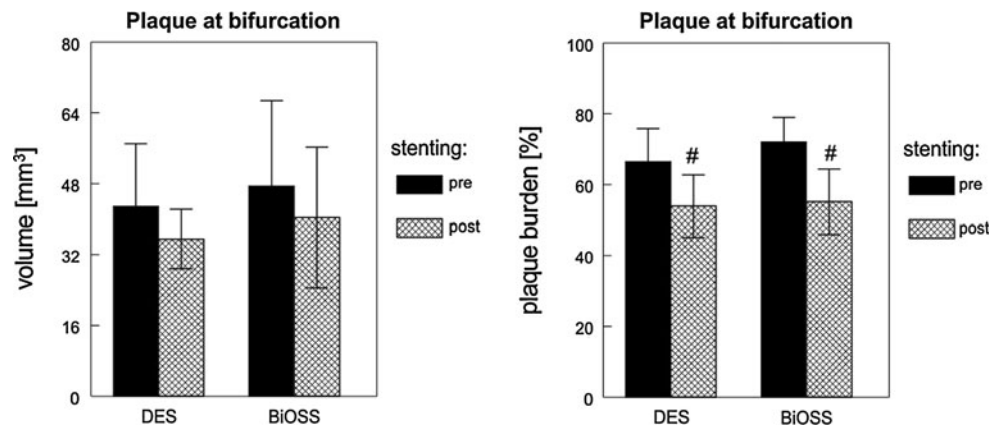 Plaque at bifurcation
volume [mm³]
80
64
48
32
16
0
DES
BiOSS
stenting:
pre
post
Plaque at bifurcation
plaque burden [%]
100
80
60
40
20
0
#
#
DES
BiOSS
stenting:
pre
post